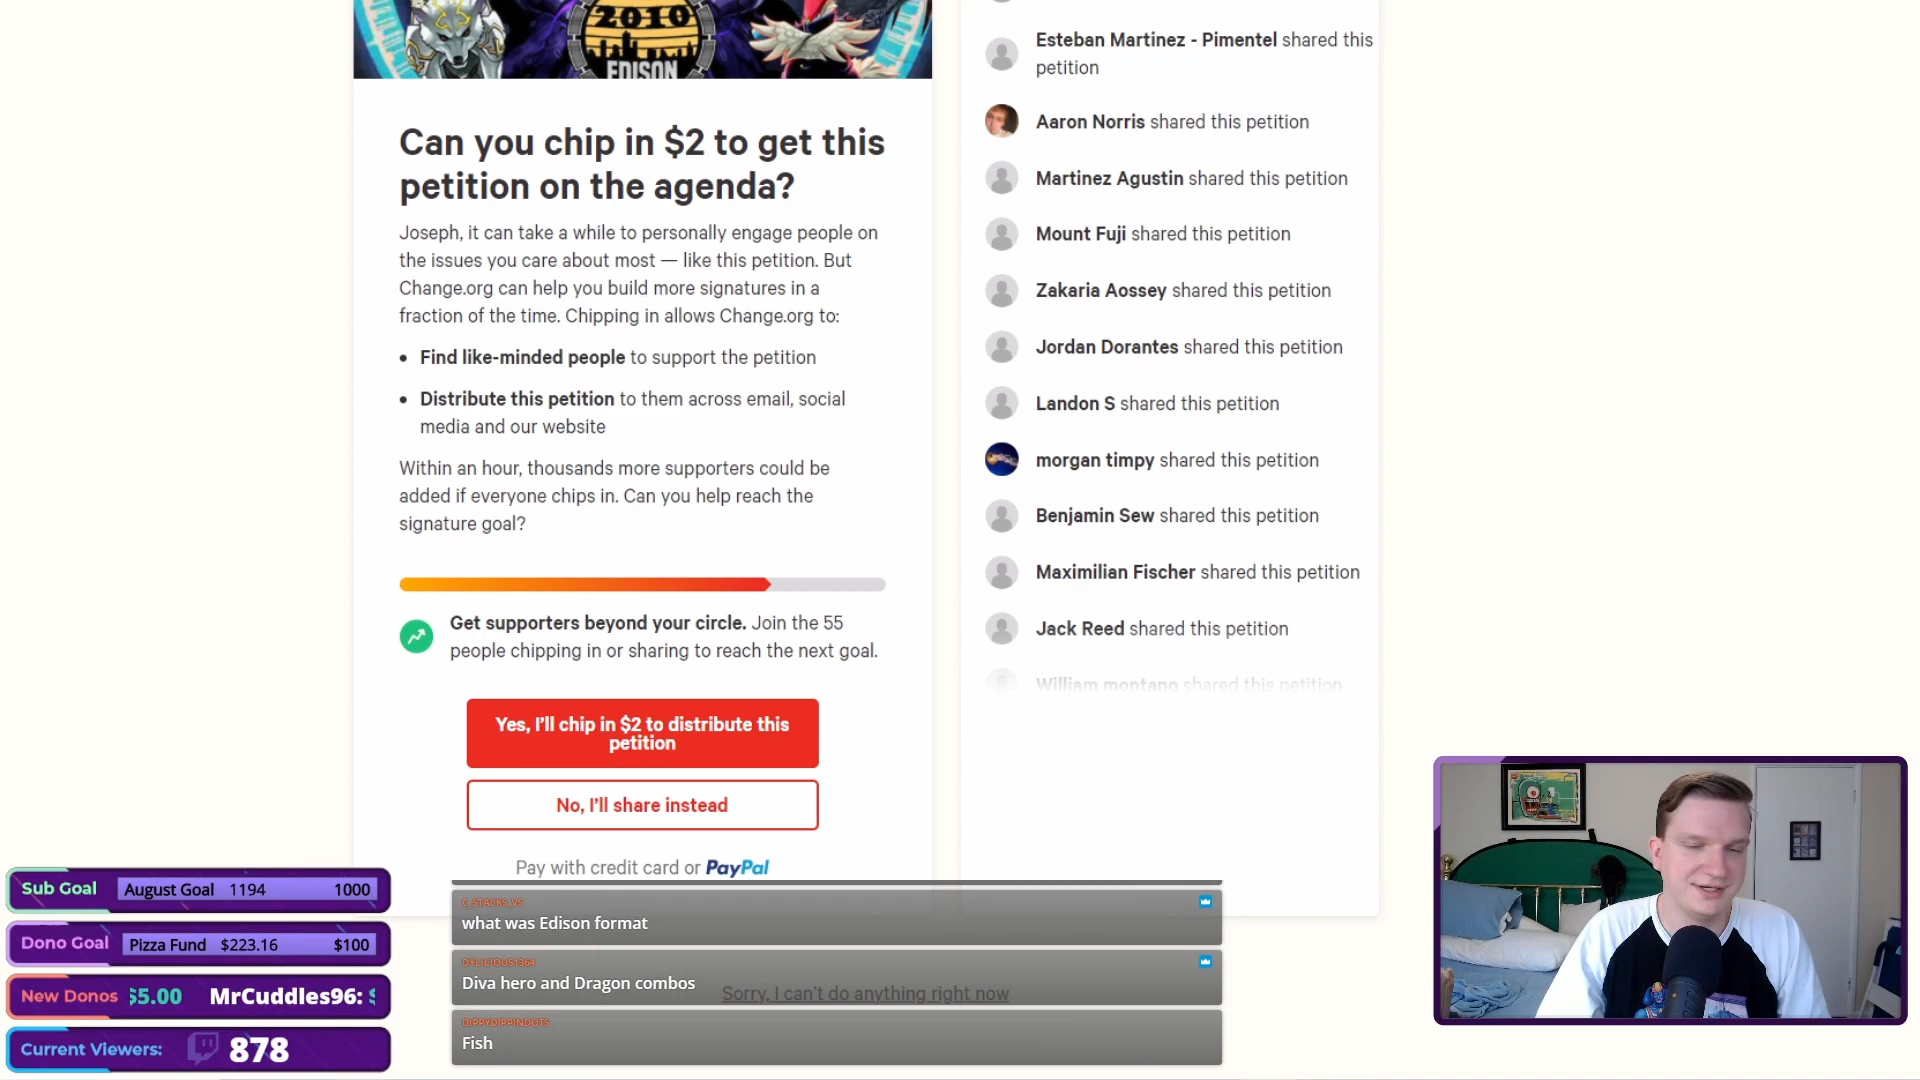 2010
EDISON
Can you chip in $2 to get this
petition on the agenda?
Joseph, it can take a while to personally engage people on
the issues you care about most — like this petition. But
Change.org can help you build more signatures in a
fraction of the time. Chipping in allows Change.org to:
• Find like-minded people to support the petition
• Distribute this petition to them across email, social
media and our website
Within an hour, thousands more supporters could be
added if everyone chips in. Can you help reach the
signature goal?
Get supporters beyond your circle. Join the 55
people chipping in or sharing to reach the next goal.
Yes, I'll chip in $2 to distribute this
petition
No, I'll share instead
Pay with credit card or PayPal
Sorry, I can't do anything right now
Esteban Martinez - Pimentel shared this
petition
Aaron Norris shared this petition
Martinez Agustin shared this petition
Mount Fuji shared this petition
Zakaria Aossey shared this petition
Jordan Dorantes shared this petition
Landon S shared this petition
morgan timpy shared this petition
Benjamin Sew shared this petition
Maximilian Fischer shared this petition
Jack Reed shared this petition
William montano shared this petition
Sub Goal August Goal 1194 1000
Dono Goal Pizza Fund $223.16 $100
New Donos $5.00 MrCuddles96: $
Current Viewers: 878
C_STACKS_VS
what was Edison format
DYLICIOUS1364
Diva hero and Dragon combos
DIPPYDIPPINDOTS
Fish